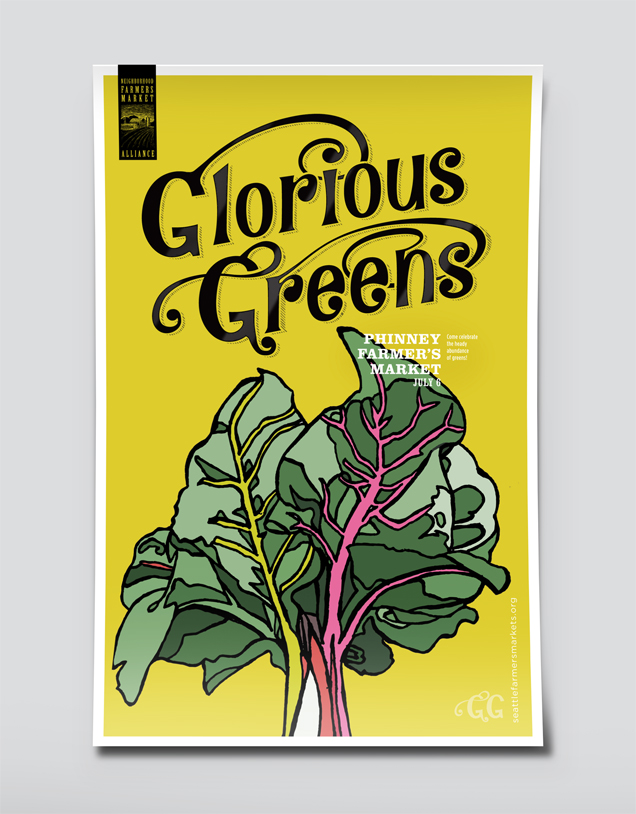 NEIGHBORHOOD
FARMERS
MARKET
ALLIANCE
Glorious
Greens
PHINNEY
FARMER'S
MARKET
JULY 6
Come celebrate
the heady
abundance
of greens!
seattlefarmersmarkets.org
GG